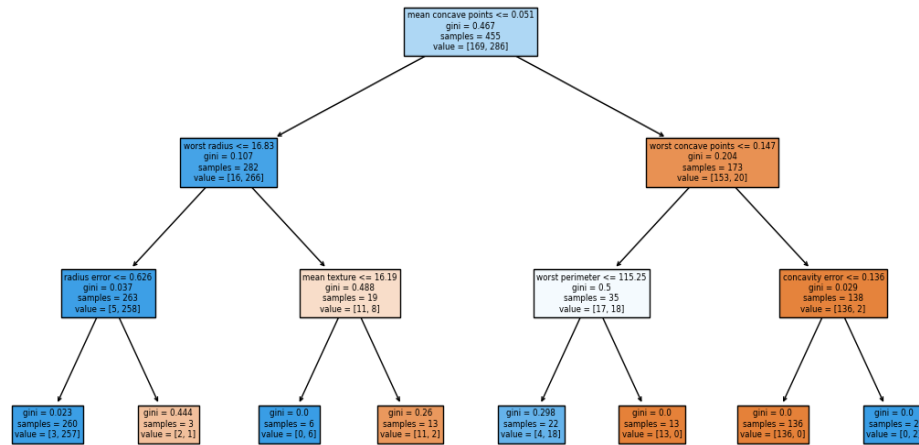 mean concave points <= 0.051
gini = 0.467
samples = 455
value = [169, 286]
worst radius <= 16.83
gini = 0.107
samples = 282
value = [16, 266]
worst concave points <= 0.147
gini = 0.204
samples = 173
value = [153, 20]
radius error <= 0.626
gini = 0.037
samples = 263
value = [5, 258]
mean texture <= 16.19
gini = 0.488
samples = 19
value = [11, 8]
worst perimeter <= 115.25
gini = 0.5
samples = 35
value = [17, 18]
concavity error <= 0.136
gini = 0.029
samples = 138
value = [136, 2]
gini = 0.023
samples = 260
value = [3, 257]
gini = 0.444
samples = 3
value = [2, 1]
gini = 0.0
samples = 6
value = [0, 6]
gini = 0.26
samples = 13
value = [11, 2]
gini = 0.298
samples = 22
value = [4, 18]
gini = 0.0
samples = 13
value = [13, 0]
gini = 0.0
samples = 136
value = [136, 0]
gini = 0.0
samples = 2
value = [0, 2